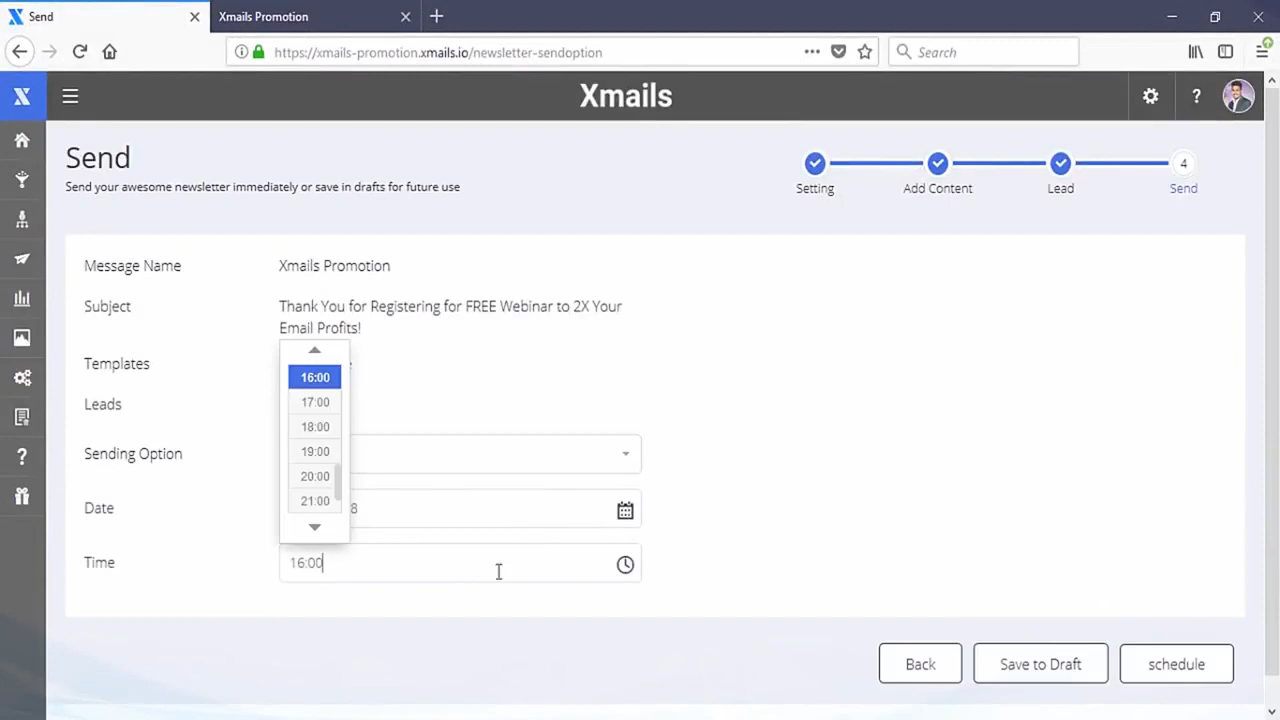 Send
Xmails Promotion
https://xmails-promotion.xmails.io/newsletter-sendoption
Search
Xmails
?
Send
Send your awesome newsletter immediately or save in drafts for future use
Setting
Add Content
Lead
4
Send
Message Name
Xmails Promotion
Subject
Thank You for Registering for FREE Webinar to 2X Your
Email Profits!
Templates
16:00
17:00
Leads
18:00
Sending Option
19:00
20:00
21:00
Date
8
Time
16:00
?
Back
Save to Draft
schedule